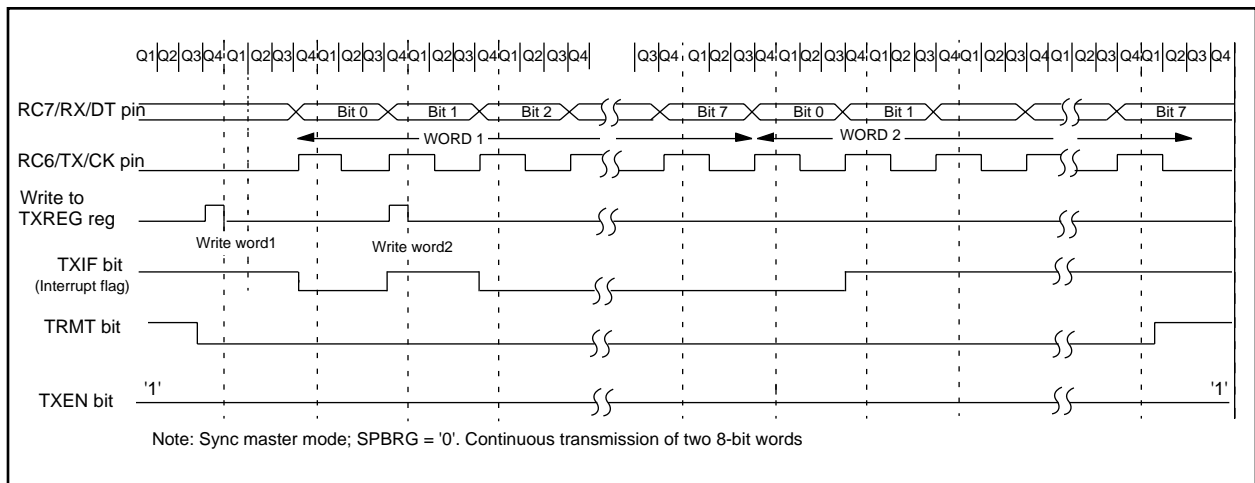 Q1 Q2 Q3 Q4 Q1 Q2 Q3 Q4 Q1 Q2 Q3 Q4 Q1 Q2 Q3 Q4 Q1 Q2 Q3 Q4 Q3 Q4 Q1 Q2 Q3 Q4 Q1 Q2 Q3 Q4 Q1 Q2 Q3 Q4 Q1 Q2 Q3 Q4 Q1 Q2 Q3 Q4 Q1 Q2 Q3 Q4
RC7/RX/DT pin Bit 0 Bit 1 Bit 2 Bit 7 Bit 0 Bit 1 Bit 7
WORD 1 WORD 2
RC6/TX/CK pin
Write to
TXREG reg
Write word1 Write word2
TXIF bit
(Interrupt flag)
TRMT bit
'1' '1'
TXEN bit
Note: Sync master mode; SPBRG = '0'. Continuous transmission of two 8-bit words